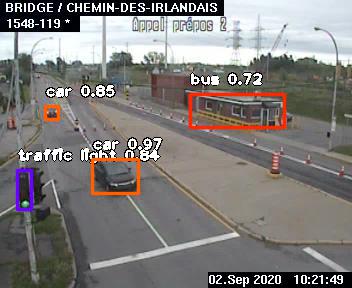 BRIDGE / CHEMIN-DES-IRLANDAIS
1548-119 *
Appel prépos 2
bus 0.72
car 0.85
car 0.97
traffic light 0.84
02.Sep 2020 10:21:49